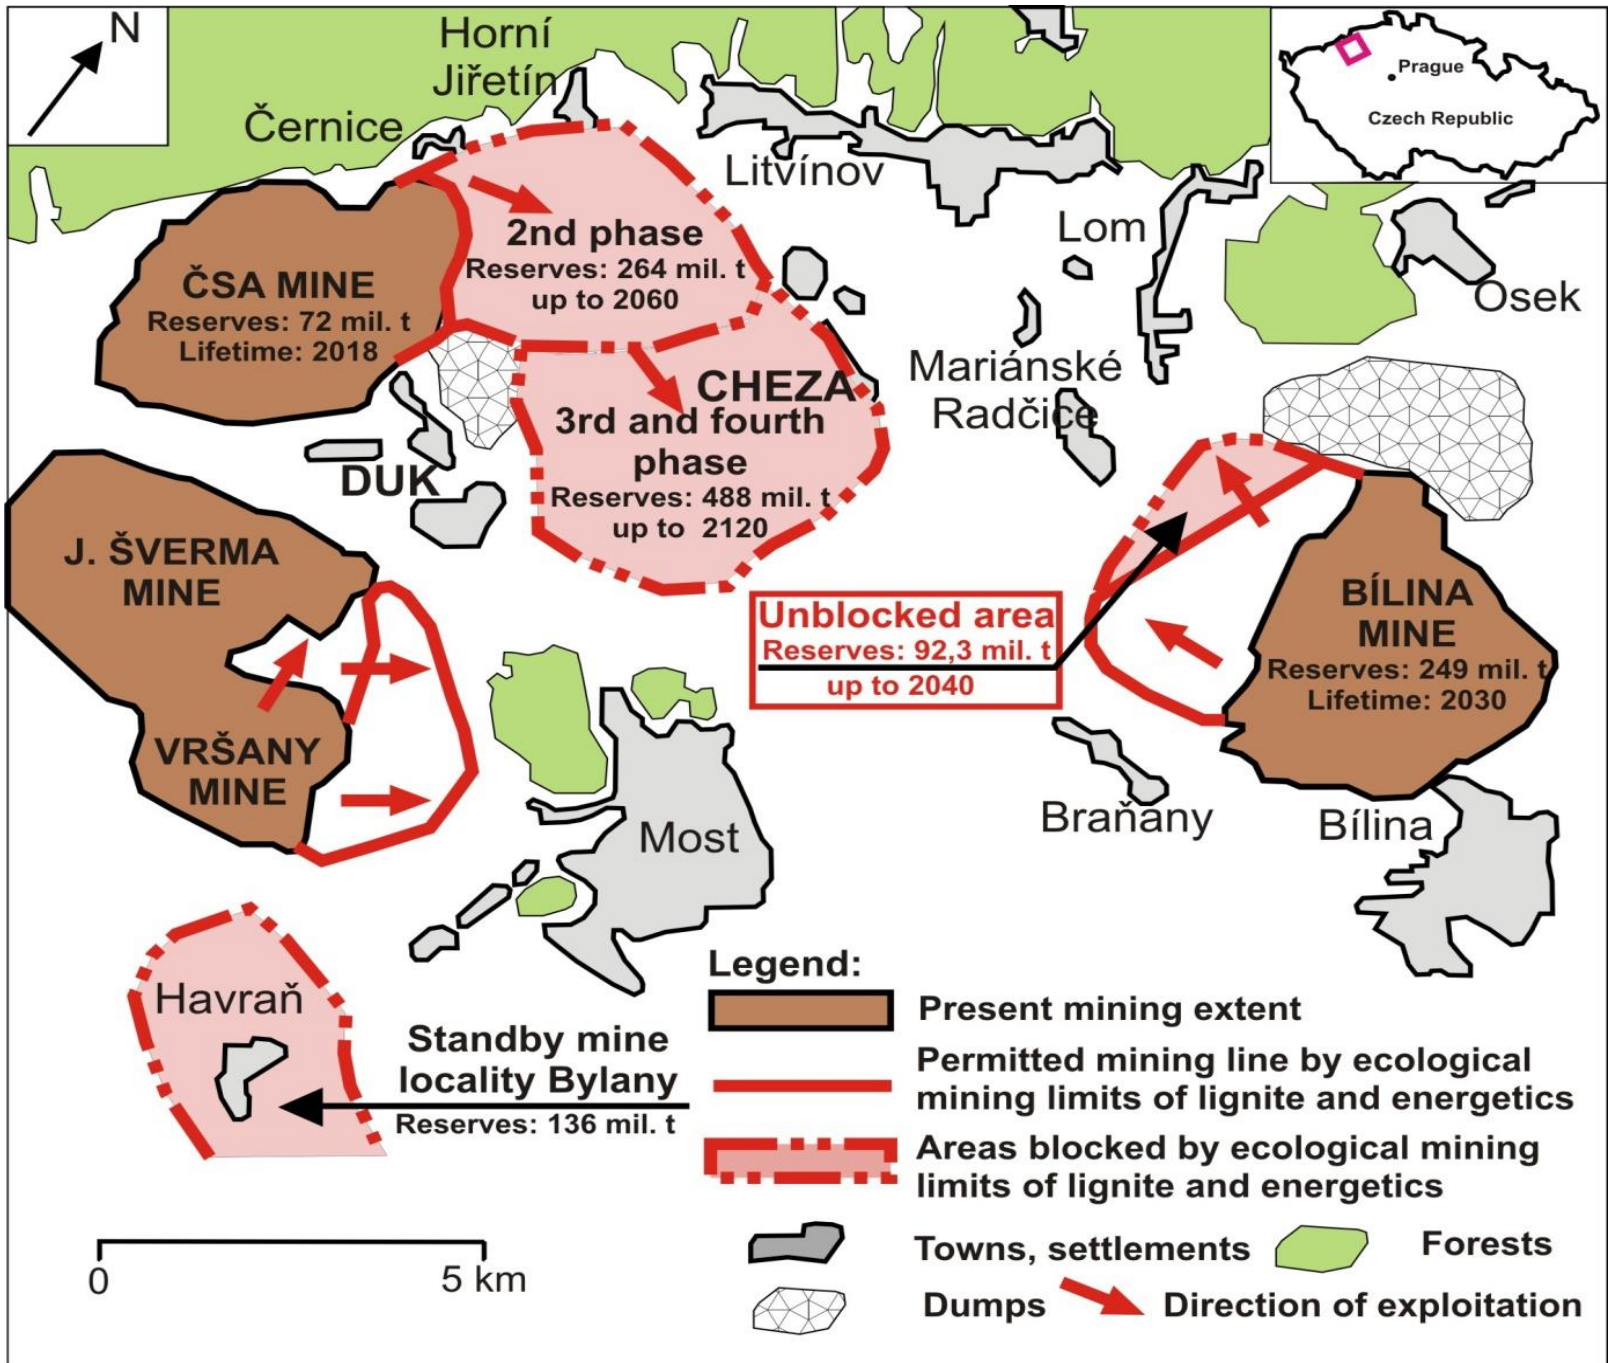 N
Horní
Jiřetín
Černice
Prague
Czech Republic
Litvínov
Lom
Osek
2nd phase
Reserves: 264 mil. t
up to 2060
ČSA MINE
Reserves: 72 mil. t
Lifetime: 2018
Mariánské
Radčice
CHEZA
3rd and fourth
phase
Reserves: 488 mil. t
up to 2120
DUK
J. ŠVERMA
MINE
Unblocked area
Reserves: 92,3 mil. t
up to 2040
BÍLINA
MINE
Reserves: 249 mil. t
Lifetime: 2030
VRŠANY
MINE
Most
Braňany
Bílina
Havraň
Standby mine
locality Bylany
Reserves: 136 mil. t
Legend:
Present mining extent
Permitted mining line by ecological
mining limits of lignite and energetics
Areas blocked by ecological mining
limits of lignite and energetics
Towns, settlements
Forests
Dumps
Direction of exploitation
0
5 km